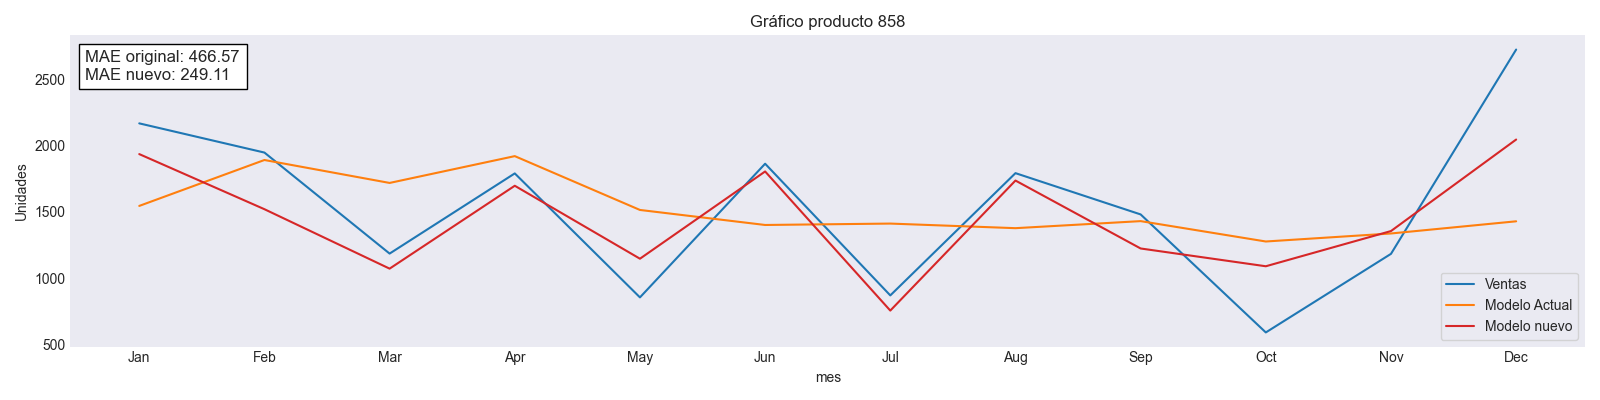 Gráfico producto 858
MAE original: 466.57
MAE nuevo: 249.11
Unidades
2500
2000
1500
1000
500
Ventas
Modelo Actual
Modelo nuevo
Jan Feb Mar Apr May Jun Jul Aug Sep Oct Nov Dec
mes